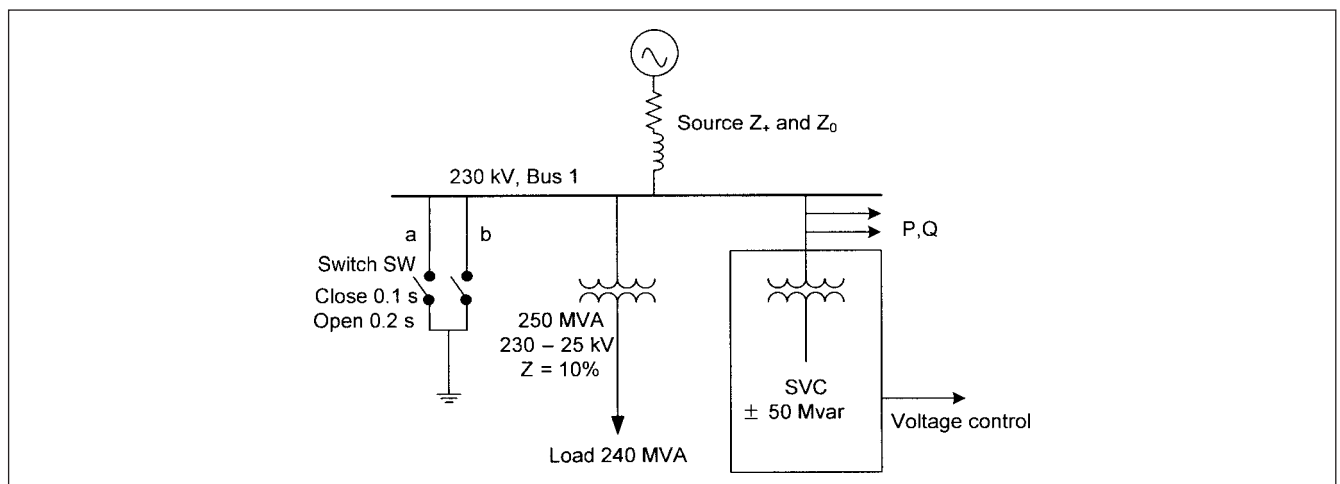 Source Z₊ and Z₀
230 kV, Bus 1
a
b
P,Q
Switch SW
Close 0.1 s
Open 0.2 s
250 MVA
230 – 25 kV
Z = 10%
SVC
± 50 Mvar
Voltage control
Load 240 MVA